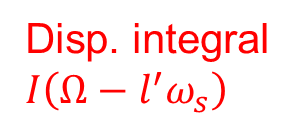 Disp. integral
I(Ω − l′ωₛ)